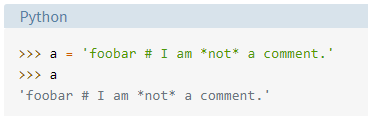 Python
>>> a = 'foobar # I am *not* a comment.'
>>> a
'foobar # I am *not* a comment.'